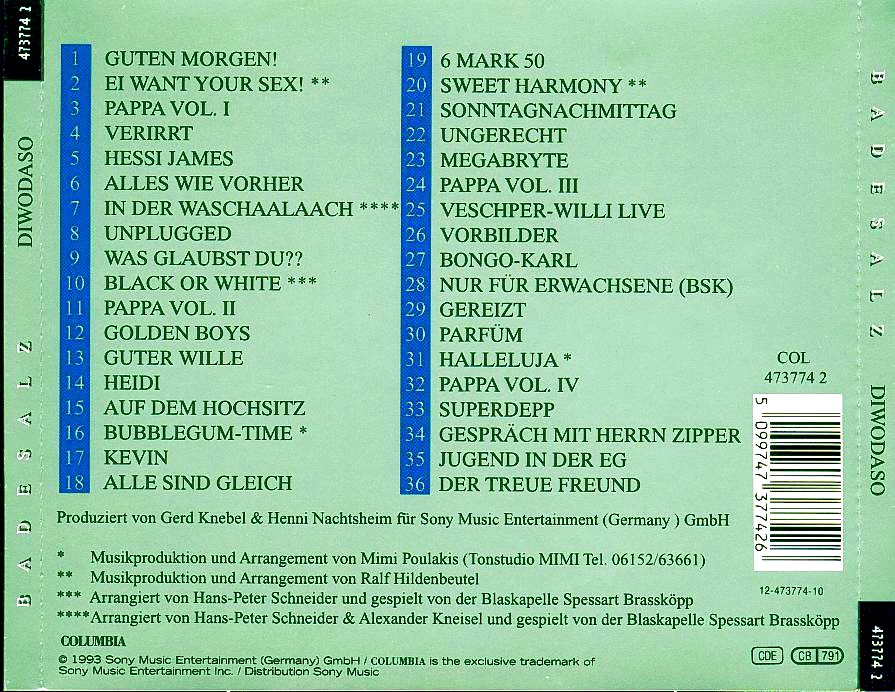 473774 2
DIWODASO
BADESALZ
1 GUTEN MORGEN!
2 EI WANT YOUR SEX! **
3 PAPPA VOL. I
4 VERIRRT
5 HESSI JAMES
6 ALLES WIE VORHER
7 IN DER WASCHAALAACH ****
8 UNPLUGGED
9 WAS GLAUBST DU??
10 BLACK OR WHITE ***
11 PAPPA VOL. II
12 GOLDEN BOYS
13 GUTER WILLE
14 HEIDI
15 AUF DEM HOCHSITZ
16 BUBBLEGUM-TIME *
17 KEVIN
18 ALLE SIND GLEICH
19 6 MARK 50
20 SWEET HARMONY **
21 SONNTAGNACHMITTAG
22 UNGERECHT
23 MEGABRYTE
24 PAPPA VOL. III
25 VESCHPER-WILLI LIVE
26 VORBILDER
27 BONGO-KARL
28 NUR FÜR ERWACHSENE (BSK)
29 GEREIZT
30 PARFÜM
31 HALLELUJA *
32 PAPPA VOL. IV
33 SUPERDEPP
34 GESPRÄCH MIT HERRN ZIPPER
35 JUGEND IN DER EG
36 DER TREUE FREUND
COL
473774 2
5 099747 377426
12-473774-10
Produziert von Gerd Knebel & Henni Nachtsheim für Sony Music Entertainment (Germany ) GmbH
* Musikproduktion und Arrangement von Mimi Poulakis (Tonstudio MIMI Tel. 06152/63661)
** Musikproduktion und Arrangement von Ralf Hildenbeutel
*** Arrangiert von Hans-Peter Schneider und gespielt von der Blaskapelle Spessart Brassköpp
**** Arrangiert von Hans-Peter Schneider & Alexander Kneisel und gespielt von der Blaskapelle Spessart Brassköpp
COLUMBIA
© 1993 Sony Music Entertainment (Germany) GmbH / COLUMBIA is the exclusive trademark of
Sony Music Entertainment Inc. / Distribution Sony Music
CDE CB 791
BADESALZ
DIWODASO
473774 2